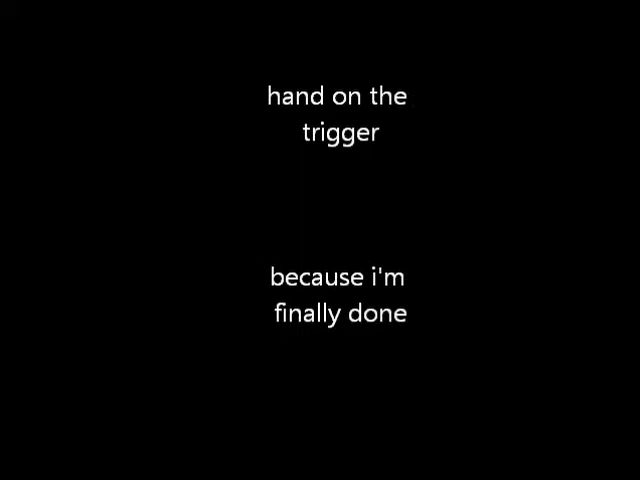 hand on the
trigger
because i'm
finally done